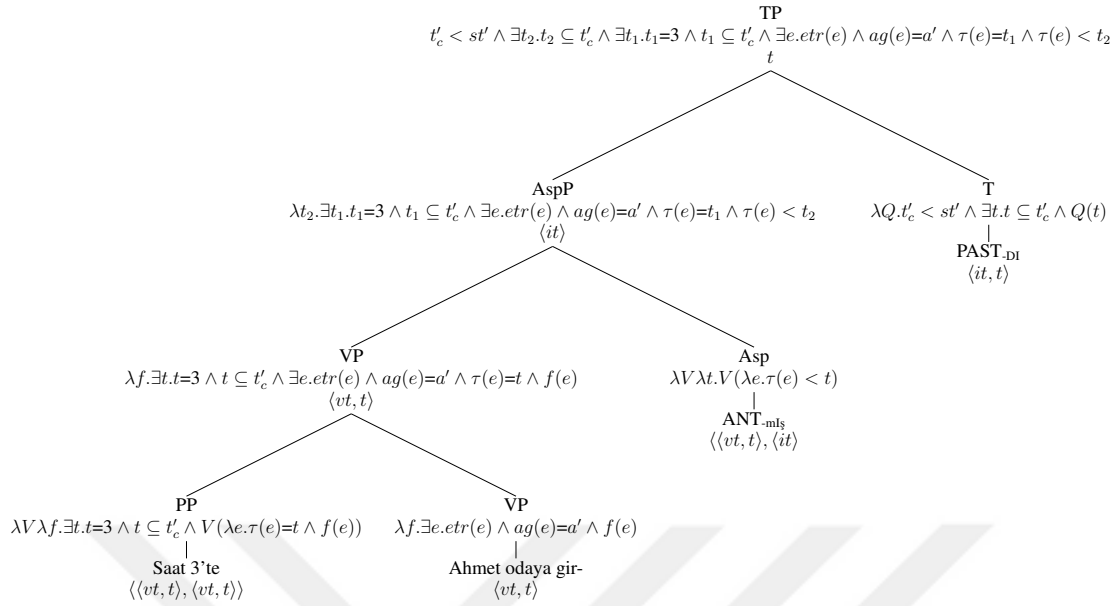 TP
t′c < st′ ∧ ∃t₂.t₂ ⊆ t′c ∧ ∃t₁.t₁=3 ∧ t₁ ⊆ t′c ∧ ∃e.etr(e) ∧ ag(e)=a′ ∧ τ(e)=t₁ ∧ τ(e) < t₂
t
AspP
λt₂.∃t₁.t₁=3 ∧ t₁ ⊆ t′c ∧ ∃e.etr(e) ∧ ag(e)=a′ ∧ τ(e)=t₁ ∧ τ(e) < t₂
⟨it⟩
T
λQ.t′c < st′ ∧ ∃t.t ⊆ t′c ∧ Q(t)
PAST-DI
⟨it, t⟩
VP
λf.∃t.t=3 ∧ t ⊆ t′c ∧ ∃e.etr(e) ∧ ag(e)=a′ ∧ τ(e)=t ∧ f(e)
⟨vt, t⟩
Asp
λVλt.V(λe.τ(e) < t)
ANT-mIş
⟨⟨vt, t⟩, ⟨it⟩
PP
λVλf.∃t.t=3 ∧ t ⊆ t′c ∧ V(λe.τ(e)=t ∧ f(e))
Saat 3'te
⟨⟨vt, t⟩, ⟨vt, t⟩⟩
VP
λf.∃e.etr(e) ∧ ag(e)=a′ ∧ f(e)
Ahmet odaya gir-
⟨vt, t⟩